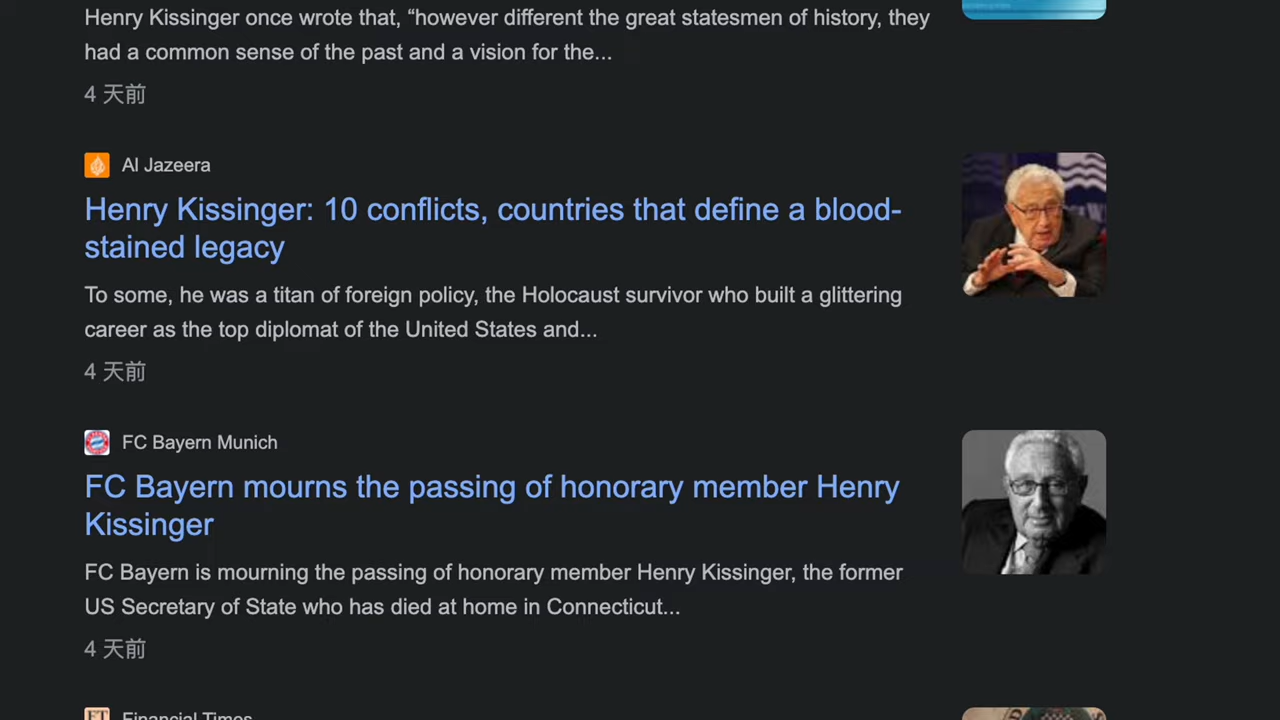 Henry Kissinger once wrote that, “however different the great statesmen of history, they
had a common sense of the past and a vision for the...
4 天前
Al Jazeera
Henry Kissinger: 10 conflicts, countries that define a blood-
stained legacy
To some, he was a titan of foreign policy, the Holocaust survivor who built a glittering
career as the top diplomat of the United States and...
4 天前
FC Bayern Munich
FC Bayern mourns the passing of honorary member Henry
Kissinger
FC Bayern is mourning the passing of honorary member Henry Kissinger, the former
US Secretary of State who has died at home in Connecticut...
4 天前
FT Financial Times